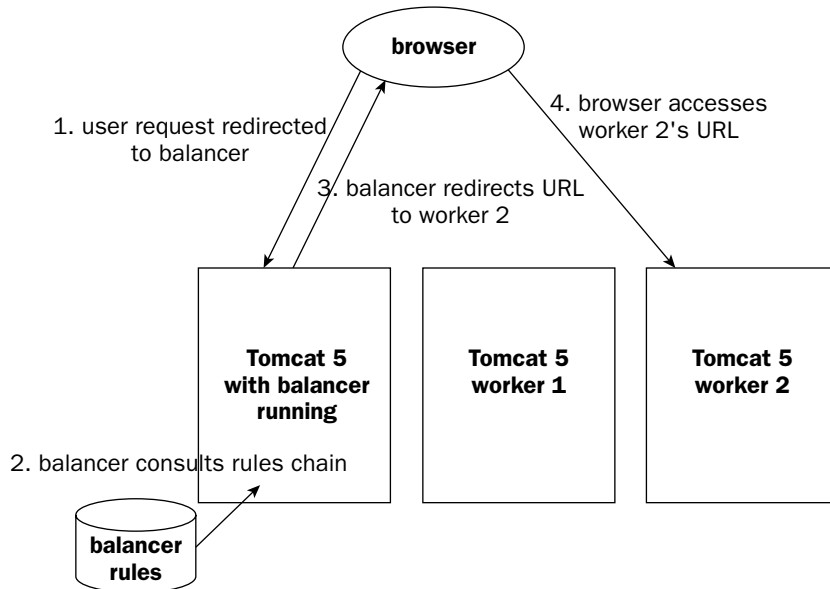 browser
1. user request redirected
to balancer
4. browser accesses
worker 2's URL
3. balancer redirects URL
to worker 2
Tomcat 5
with balancer
running
Tomcat 5
worker 1
Tomcat 5
worker 2
2. balancer consults rules chain
balancer
rules